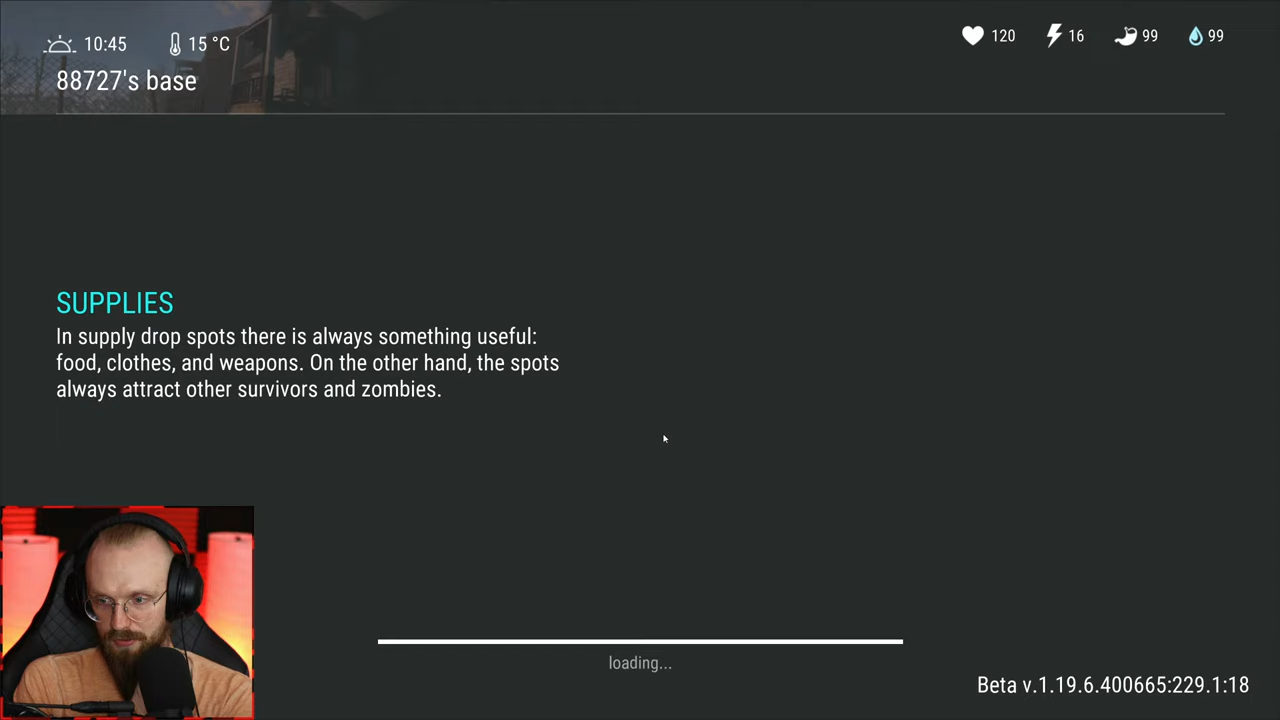 10:45 15 °C 120 16 99 99
88727's base
SUPPLIES
In supply drop spots there is always something useful:
food, clothes, and weapons. On the other hand, the spots
always attract other survivors and zombies.
loading...
Beta v.1.19.6.400665:229.1:18